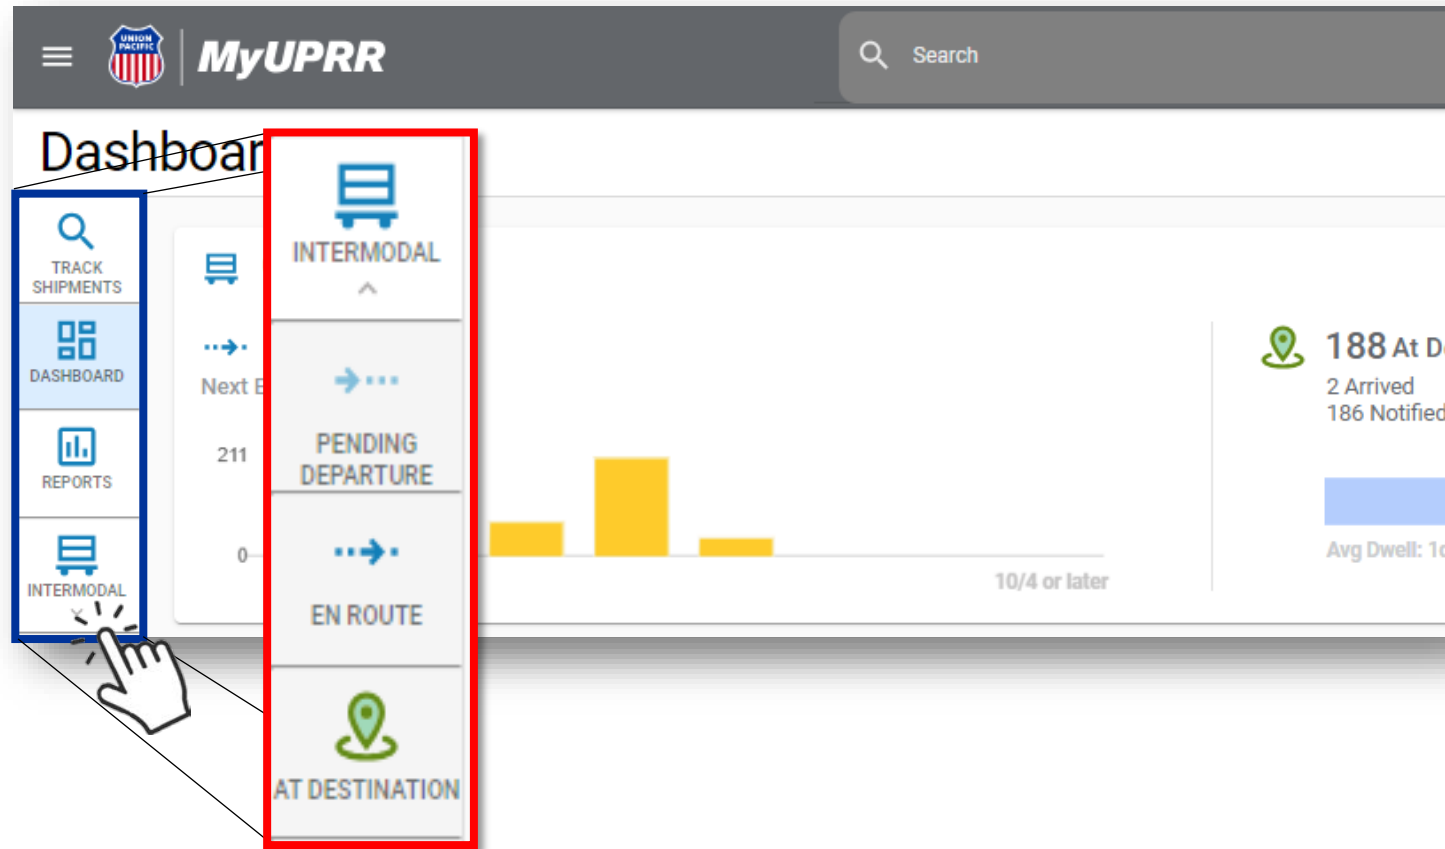 UNION
PACIFIC
MyUPRR
Search
Dashboar
TRACK
SHIPMENTS
DASHBOARD
REPORTS
INTERMODAL
INTERMODAL
PENDING
DEPARTURE
EN ROUTE
AT DESTINATION
Next E
211
0
10/4 or later
188 At D
2 Arrived
186 Notified
Avg Dwell: 1